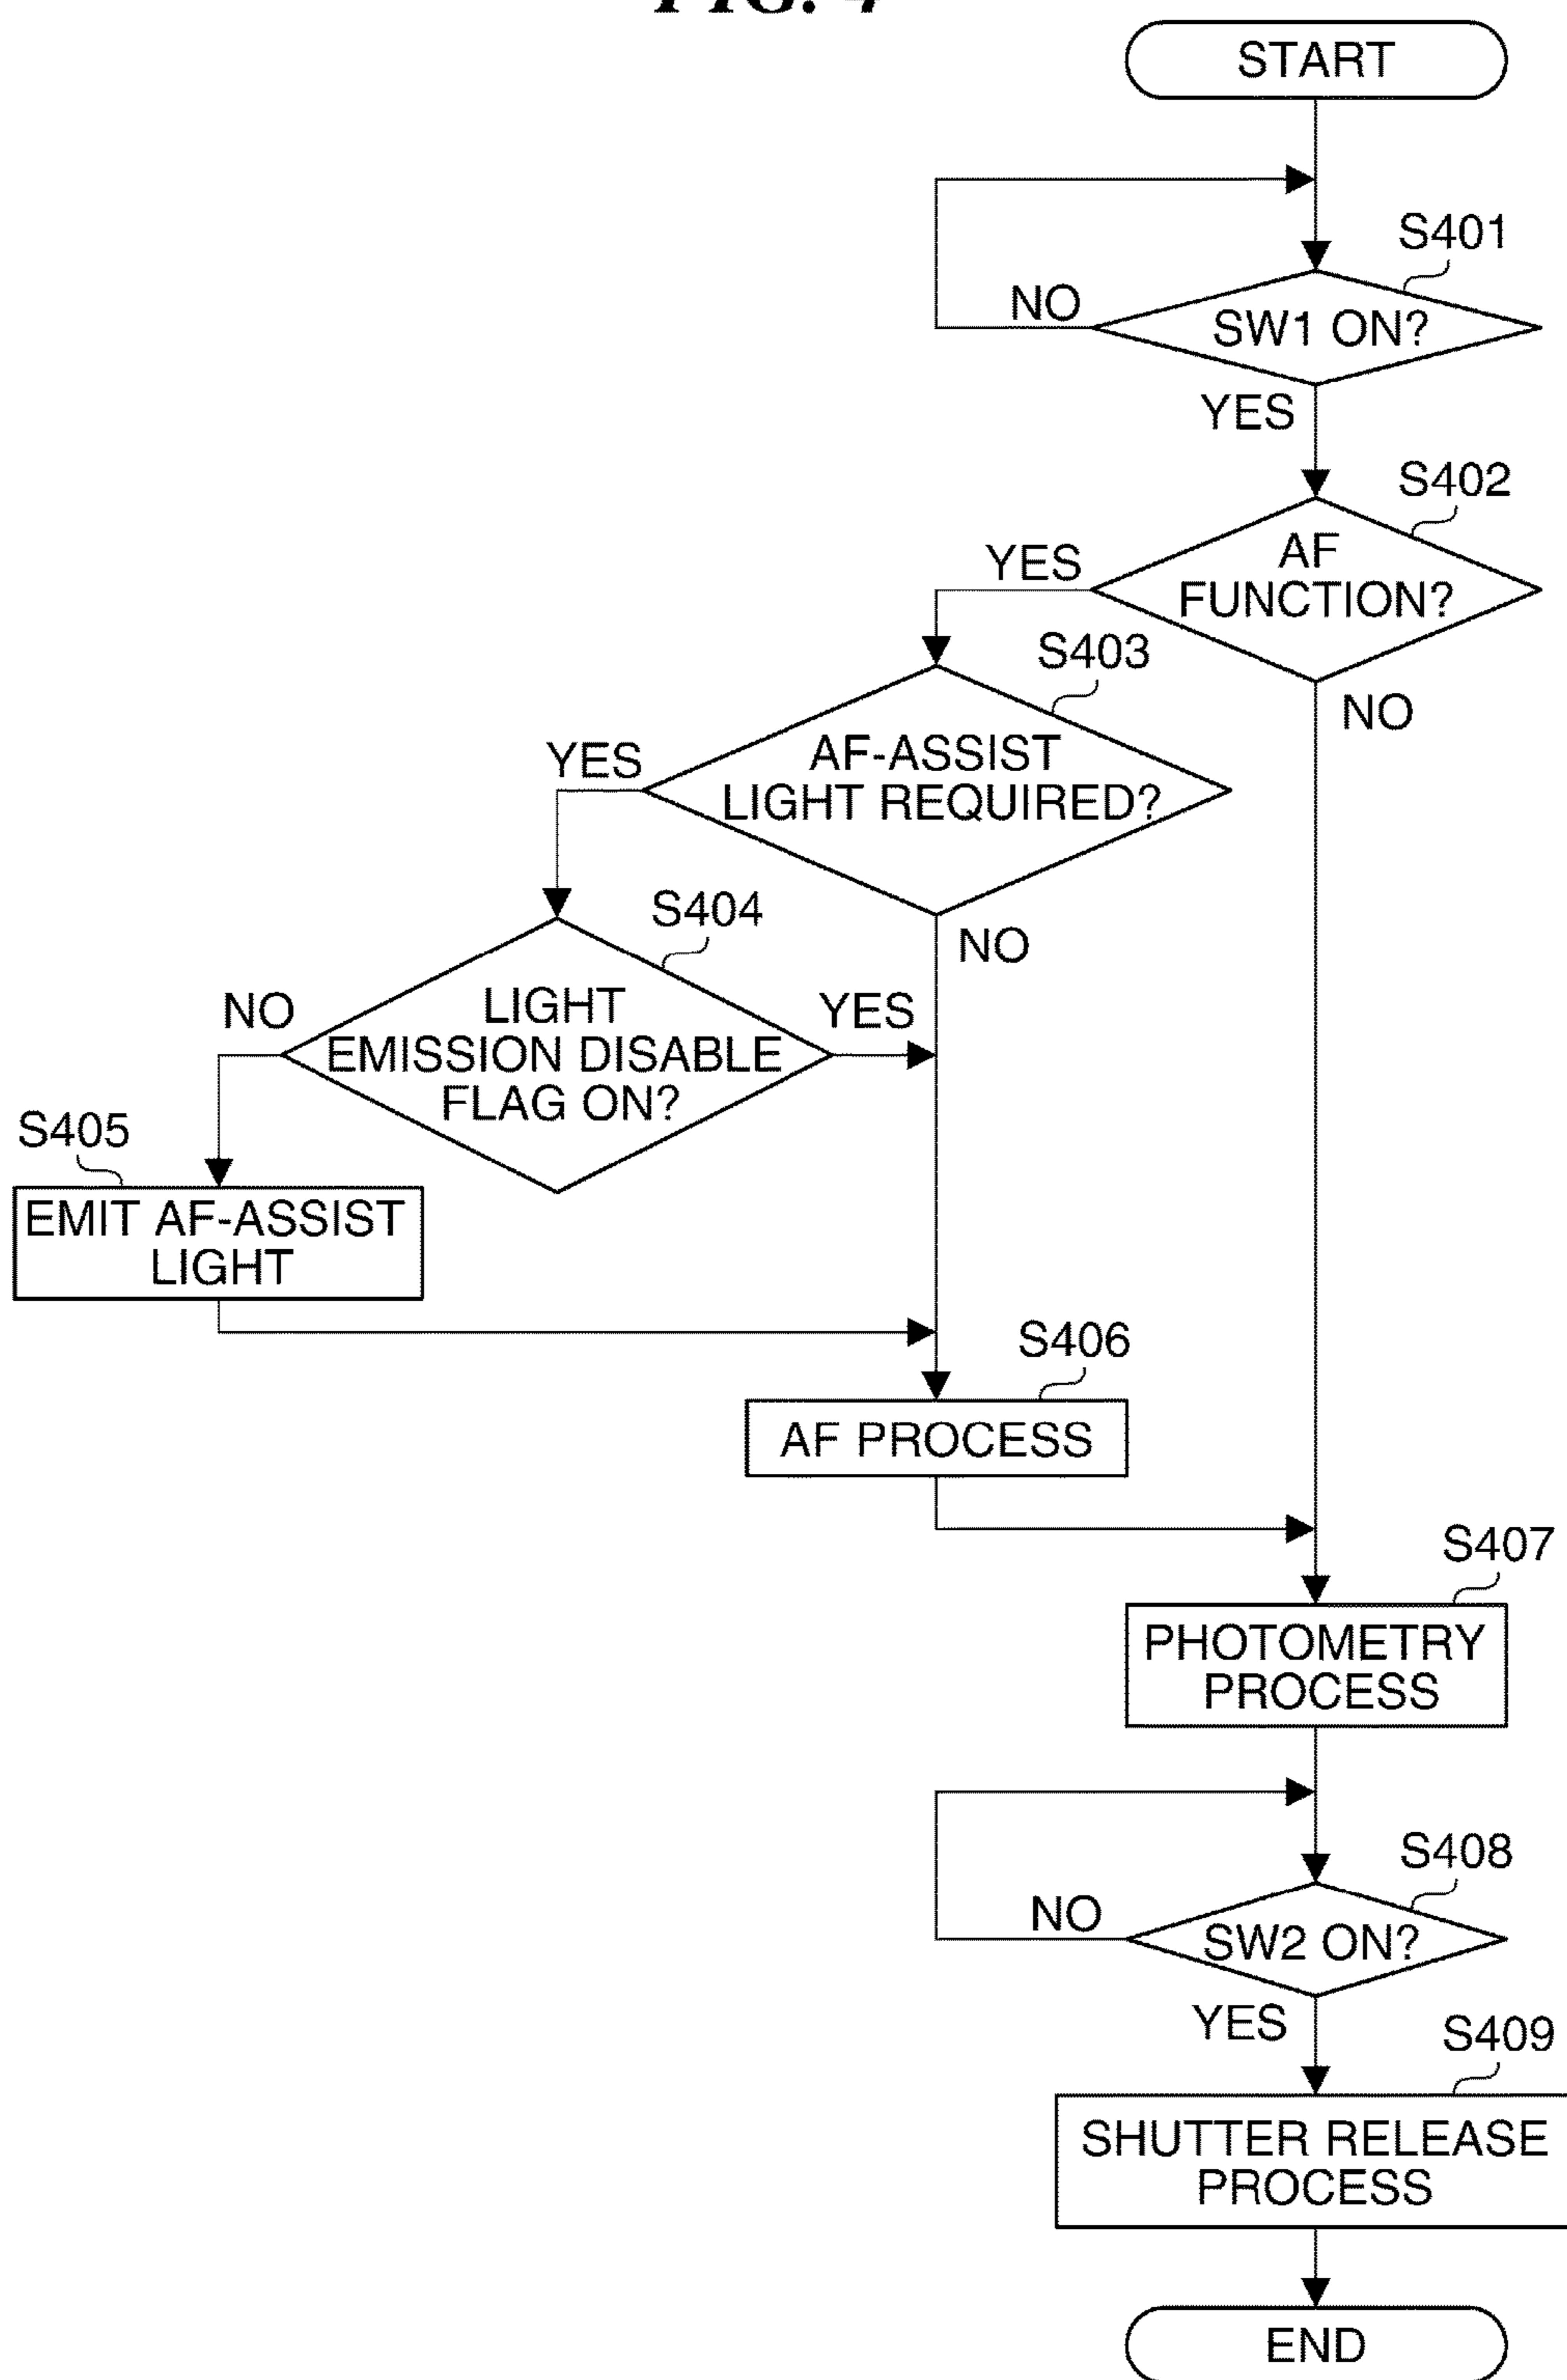 FIG. 4
START
S401
NO
SW1 ON?
YES
S402
YES
AF
FUNCTION?
S403
NO
YES
AF-ASSIST
LIGHT REQUIRED?
S404
NO
NO
LIGHT
YES
EMISSION DISABLE
FLAG ON?
S405
EMIT AF-ASSIST
LIGHT
S406
AF PROCESS
S407
PHOTOMETRY
PROCESS
S408
NO
SW2 ON?
YES
S409
SHUTTER RELEASE
PROCESS
END